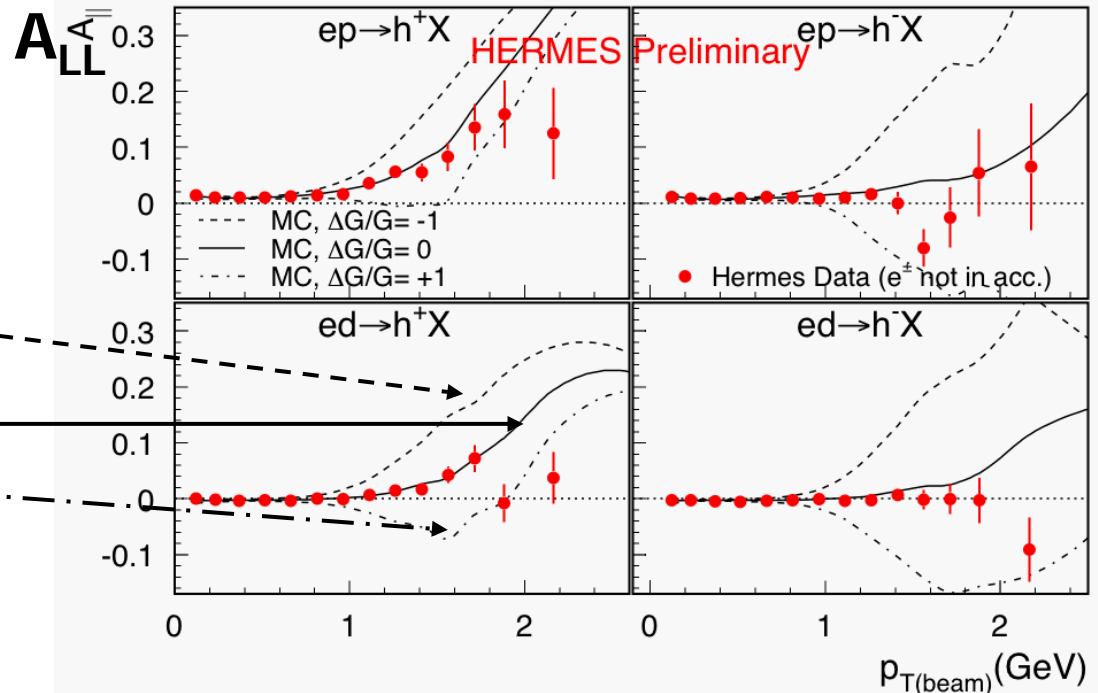 A_LL
A_||
HERMES Preliminary
ep→h⁺X
ep→h⁻X
0.3
0.2
0.1
0
-0.1
MC, ΔG/G= -1
MC, ΔG/G= 0
MC, ΔG/G= +1
Hermes Data (e± not in acc.)
ed→h⁺X
ed→h⁻X
0.3
0.2
0.1
0
-0.1
0 1 2 0 1 2
p_T(beam)(GeV)